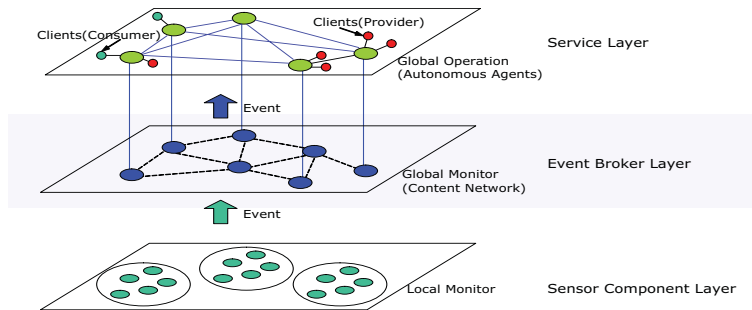 Clients(Provider)
Clients(Consumer)
Service Layer
Global Operation
(Autonomous Agents)
Event
Event Broker Layer
Global Monitor
(Content Network)
Event
Local Monitor
Sensor Component Layer